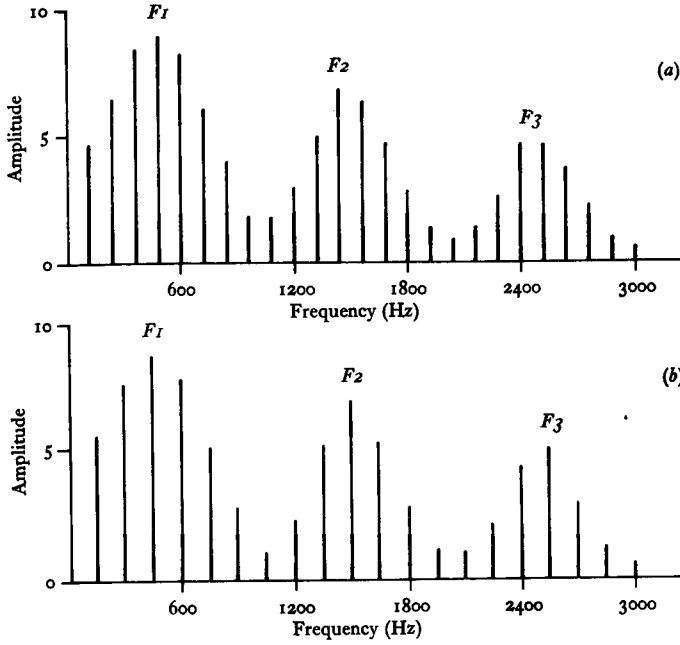 10
F1
F2
(a)
F3
Amplitude
5
0
600
1200
1800
2400
3000
Frequency (Hz)
10
F1
F2
(b)
F3
Amplitude
5
0
600
1200
1800
2400
3000
Frequency (Hz)